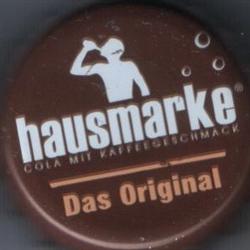 hausmarke®
COLA MIT KAFFEEGESCHMACK
Das Original